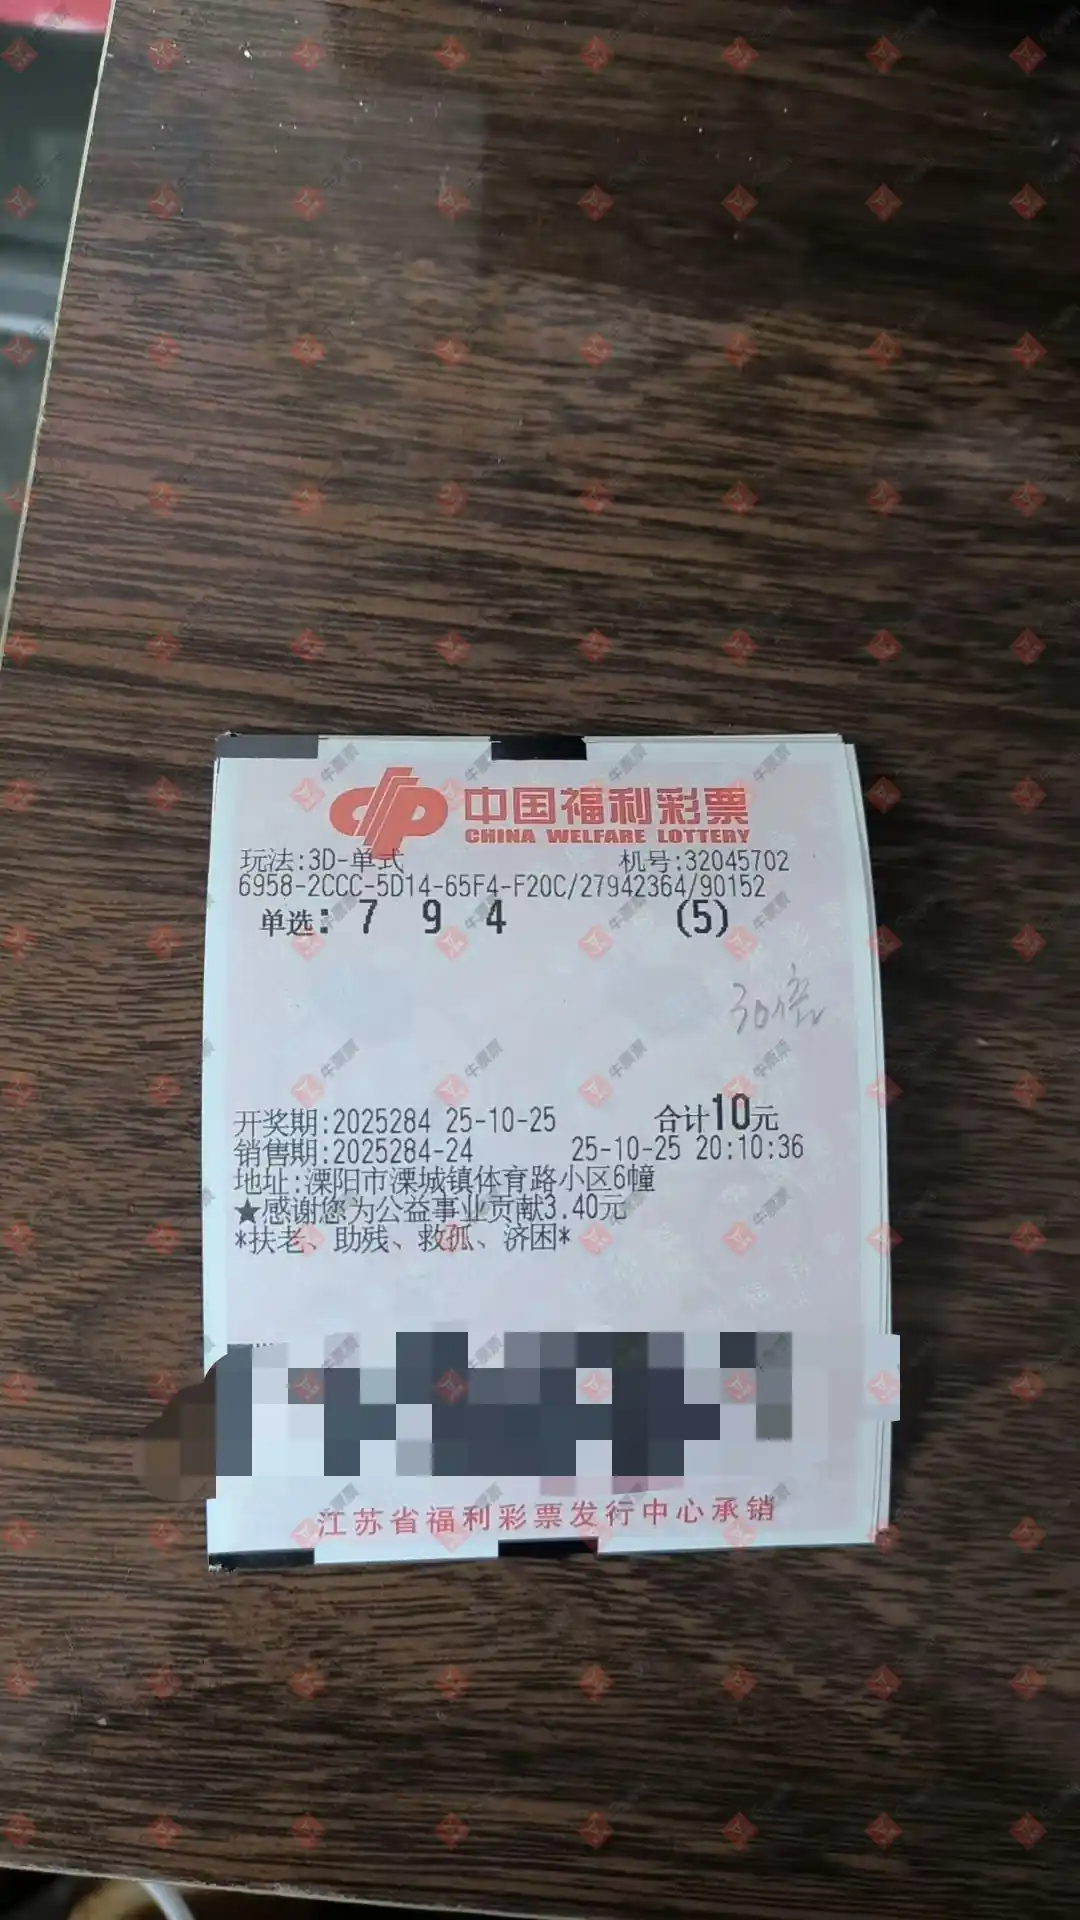 中国福利彩票
CHINA WELFARE LOTTERY
玩法:3D-单式 机号:32045702
6958-2CCC-5D14-65F4-F20C/27942364/90152
单选: 7 9 4 (5)
30倍
开奖期:2025284 25-10-25 合计10元
销售期:2025284-24 25-10-25 20:10:36
地址:溧阳市溧城镇体育路小区6幢
★感谢您为公益事业贡献3.40元
*扶老、助残、救孤、济困*
江苏省福利彩票发行中心承销